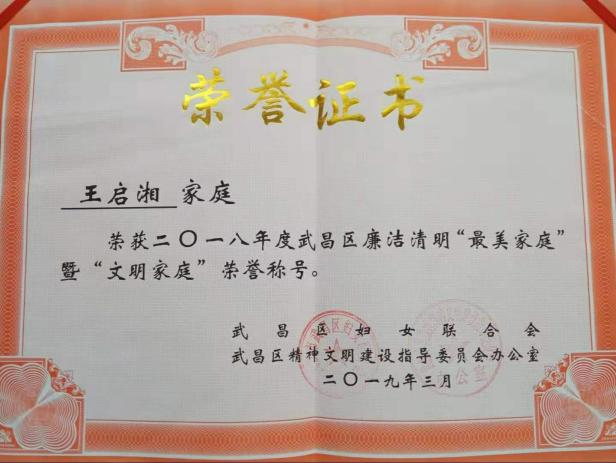 荣誉证书
王启湘 家庭
荣获二〇一八年度武昌区廉洁清明“最美家庭”
暨“文明家庭”荣誉称号。
武昌区妇女联合会
武昌区精神文明建设指导委员会办公室
二〇一九年三月